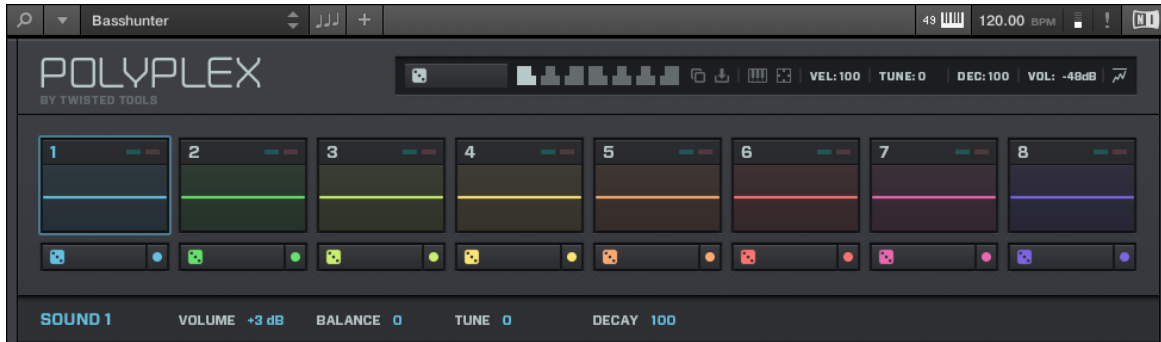 Basshunter 49 120.00 BPM ! NI
POLYPLEX
BY TWISTED TOOLS
VEL:100 TUNE:0 DEC:100 VOL: -48dB
1 2 3 4 5 6 7 8
SOUND 1 VOLUME +3 dB BALANCE 0 TUNE 0 DECAY 100